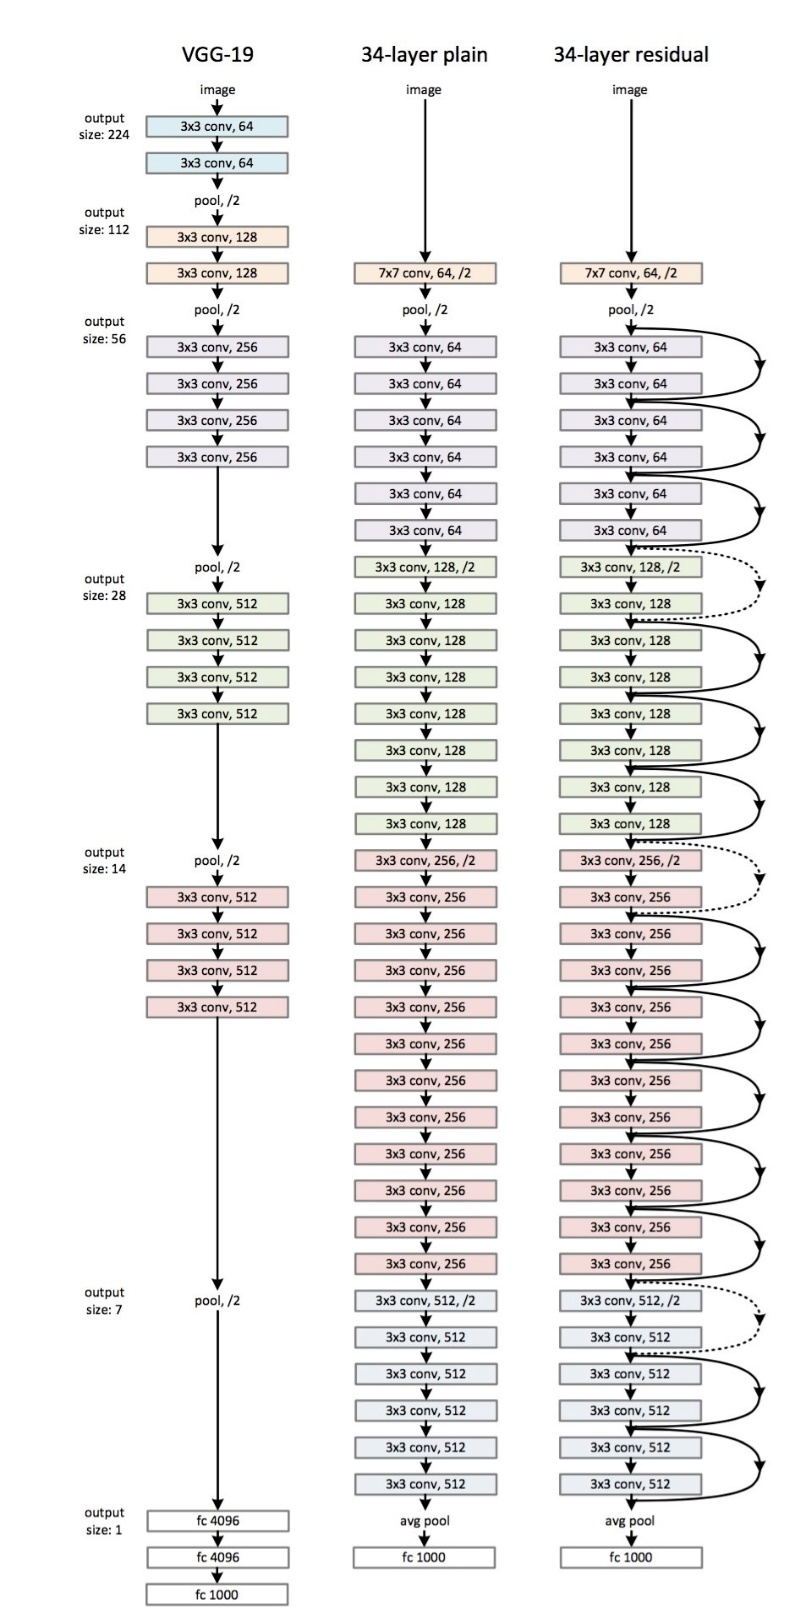 VGG-19
image
output
size: 224
3x3 conv, 64
3x3 conv, 64
pool, /2
output
size: 112
3x3 conv, 128
3x3 conv, 128
pool, /2
output
size: 56
3x3 conv, 256
3x3 conv, 256
3x3 conv, 256
3x3 conv, 256
pool, /2
output
size: 28
3x3 conv, 512
3x3 conv, 512
3x3 conv, 512
3x3 conv, 512
output
size: 14
pool, /2
3x3 conv, 512
3x3 conv, 512
3x3 conv, 512
3x3 conv, 512
output
size: 7
pool, /2
output
size: 1
fc 4096
fc 4096
fc 1000
34-layer plain
image
7x7 conv, 64, /2
pool, /2
3x3 conv, 64
3x3 conv, 64
3x3 conv, 64
3x3 conv, 64
3x3 conv, 64
3x3 conv, 64
3x3 conv, 128, /2
3x3 conv, 128
3x3 conv, 128
3x3 conv, 128
3x3 conv, 128
3x3 conv, 128
3x3 conv, 128
3x3 conv, 128
3x3 conv, 256, /2
3x3 conv, 256
3x3 conv, 256
3x3 conv, 256
3x3 conv, 256
3x3 conv, 256
3x3 conv, 256
3x3 conv, 256
3x3 conv, 256
3x3 conv, 256
3x3 conv, 256
3x3 conv, 256
3x3 conv, 512, /2
3x3 conv, 512
3x3 conv, 512
3x3 conv, 512
3x3 conv, 512
3x3 conv, 512
avg pool
fc 1000
34-layer residual
image
7x7 conv, 64, /2
pool, /2
3x3 conv, 64
3x3 conv, 64
3x3 conv, 64
3x3 conv, 64
3x3 conv, 64
3x3 conv, 64
3x3 conv, 128, /2
3x3 conv, 128
3x3 conv, 128
3x3 conv, 128
3x3 conv, 128
3x3 conv, 128
3x3 conv, 128
3x3 conv, 128
3x3 conv, 256, /2
3x3 conv, 256
3x3 conv, 256
3x3 conv, 256
3x3 conv, 256
3x3 conv, 256
3x3 conv, 256
3x3 conv, 256
3x3 conv, 256
3x3 conv, 256
3x3 conv, 256
3x3 conv, 256
3x3 conv, 512, /2
3x3 conv, 512
3x3 conv, 512
3x3 conv, 512
3x3 conv, 512
3x3 conv, 512
avg pool
fc 1000